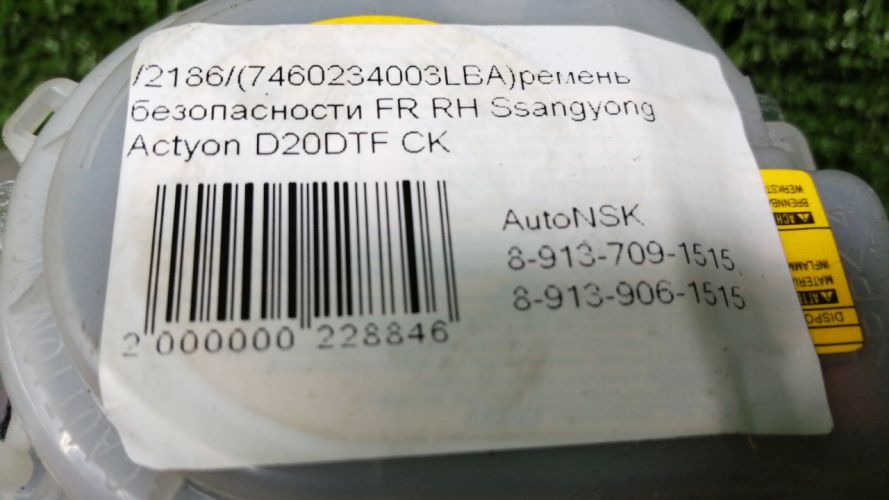 /2186/(7460234003LBA)ремень
безопасности FR RH Ssangyong
Actyon D20DTF CK
AutoNSK
8-913-709-1515
8-913-906-1515
2 000000 228846